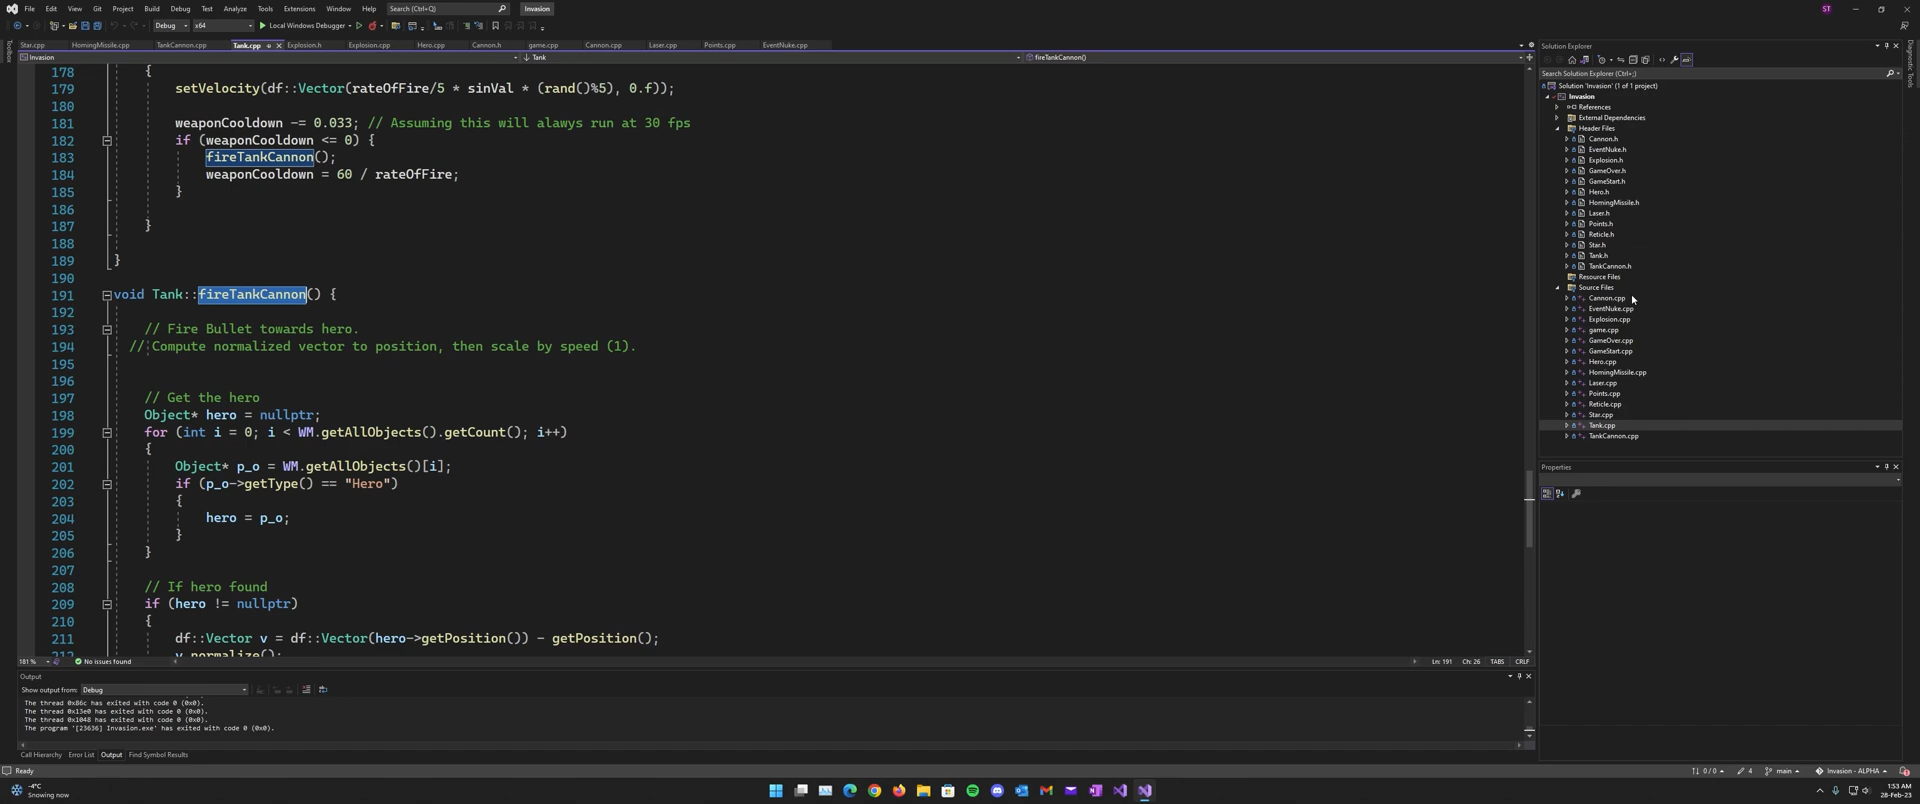 File Edit View Git Project Build Debug Test Analyze Tools Extensions Window Help Search (Ctrl+Q) Invasion ST
Debug x64 Local Windows Debugger
Star.cpp HomingMissile.cpp TankCannon.cpp Tank.cpp Explosion.h Explosion.cpp Hero.cpp Cannon.h game.cpp Cannon.cpp Laser.cpp Points.cpp EventNuke.cpp
Invasion Tank fireTankCannon()
Toolbox
178 {
179 setVelocity(df::Vector(rateOfFire/5 * sinVal * (rand()%5), 0.f));
180
181 weaponCooldown -= 0.033; // Assuming this will alawys run at 30 fps
182 if (weaponCooldown <= 0) {
183 fireTankCannon();
184 weaponCooldown = 60 / rateOfFire;
185 }
186
187 }
188
189 }
190
191 void Tank::fireTankCannon() {
192
193 // Fire Bullet towards hero.
194 // Compute normalized vector to position, then scale by speed (1).
195
196
197 // Get the hero
198 Object* hero = nullptr;
199 for (int i = 0; i < WM.getAllObjects().getCount(); i++)
200 {
201 Object* p_o = WM.getAllObjects()[i];
202 if (p_o->getType() == "Hero")
203 {
204 hero = p_o;
205 }
206 }
207
208 // If hero found
209 if (hero != nullptr)
210 {
211 df::Vector v = df::Vector(hero->getPosition()) - getPosition();
212 v.normalize();
181 % No issues found Ln: 191 Ch: 26 TABS CRLF
Output
Show output from: Debug
The thread 0x86c has exited with code 0 (0x0).
The thread 0x13e0 has exited with code 0 (0x0).
The thread 0x1048 has exited with code 0 (0x0).
The program '[23636] Invasion.exe' has exited with code 0 (0x0).
Call Hierarchy Error List Output Find Symbol Results
Solution Explorer
Search Solution Explorer (Ctrl+;)
Solution 'Invasion' (1 of 1 project)
Invasion
References
External Dependencies
Header Files
Cannon.h
EventNuke.h
Explosion.h
GameOver.h
GameStart.h
Hero.h
HomingMissile.h
Laser.h
Points.h
Reticle.h
Star.h
Tank.h
TankCannon.h
Resource Files
Source Files
Cannon.cpp
EventNuke.cpp
Explosion.cpp
game.cpp
GameOver.cpp
GameStart.cpp
Hero.cpp
HomingMissile.cpp
Laser.cpp
Points.cpp
Reticle.cpp
Star.cpp
Tank.cpp
TankCannon.cpp
Properties
Diagnostic Tools
Ready 0 / 0 4 main Invasion - ALPHA
-4°C
Snowing now
1:53 AM
28-Feb-23